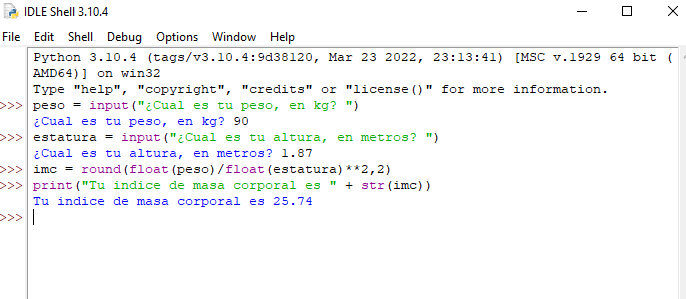 IDLE Shell 3.10.4
File Edit Shell Debug Options Window Help
Python 3.10.4 (tags/v3.10.4:9d38120, Mar 23 2022, 23:13:41) [MSC v.1929 64 bit (
AMD64)] on win32
Type "help", "copyright", "credits" or "license()" for more information.
>>> peso = input("¿Cual es tu peso, en kg? ")
¿Cual es tu peso, en kg? 90
>>> estatura = input("¿Cual es tu altura, en metros? ")
¿Cual es tu altura, en metros? 1.87
>>> imc = round(float(peso)/float(estatura)**2,2)
>>> print("Tu indice de masa corporal es " + str(imc))
Tu indice de masa corporal es 25.74
>>>